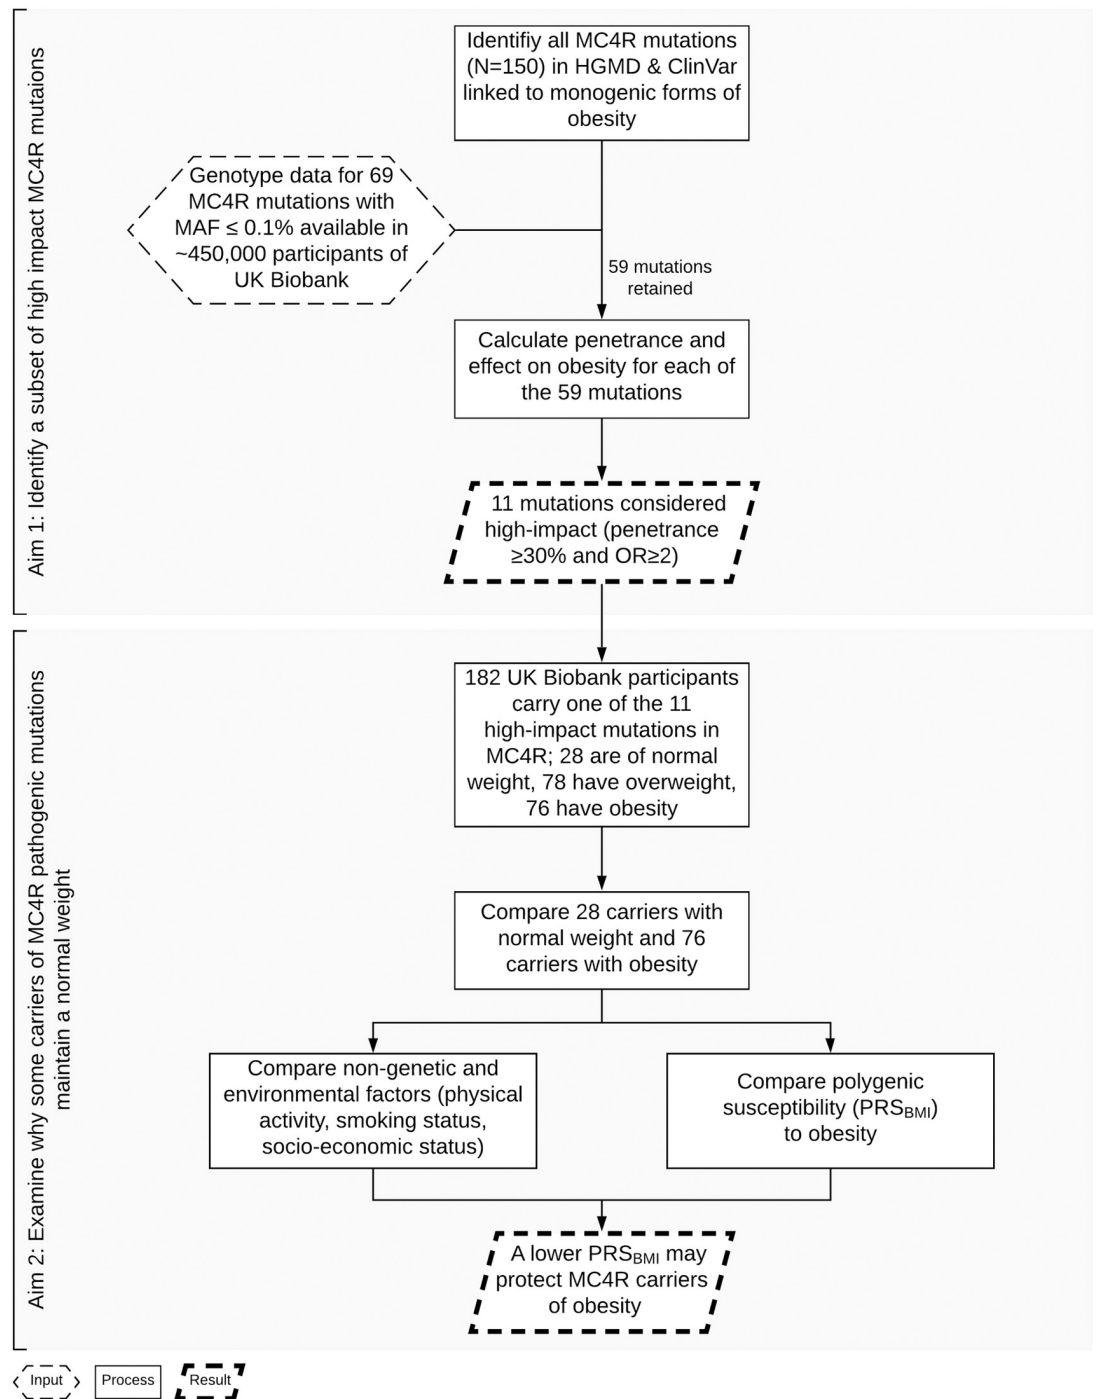 Aim 1: Identify a subset of high impact MC4R mutaions
Identifiy all MC4R mutations
(N=150) in HGMD & ClinVar
linked to monogenic forms of
obesity
Genotype data for 69
MC4R mutations with
MAF ≤ 0.1% available in
~450,000 participants of
UK Biobank
59 mutations
retained
Calculate penetrance and
effect on obesity for each of
the 59 mutations
11 mutations considered
high-impact (penetrance
≥30% and OR≥2)
Aim 2: Examine why some carriers of MC4R pathogenic mutations
maintain a normal weight
182 UK Biobank participants
carry one of the 11
high-impact mutations in
MC4R; 28 are of normal
weight, 78 have overweight,
76 have obesity
Compare 28 carriers with
normal weight and 76
carriers with obesity
Compare non-genetic and
environmental factors (physical
activity, smoking status,
socio-economic status)
Compare polygenic
susceptibility (PRSBMI)
to obesity
A lower PRSBMI may
protect MC4R carriers
of obesity
Input
Process
Result